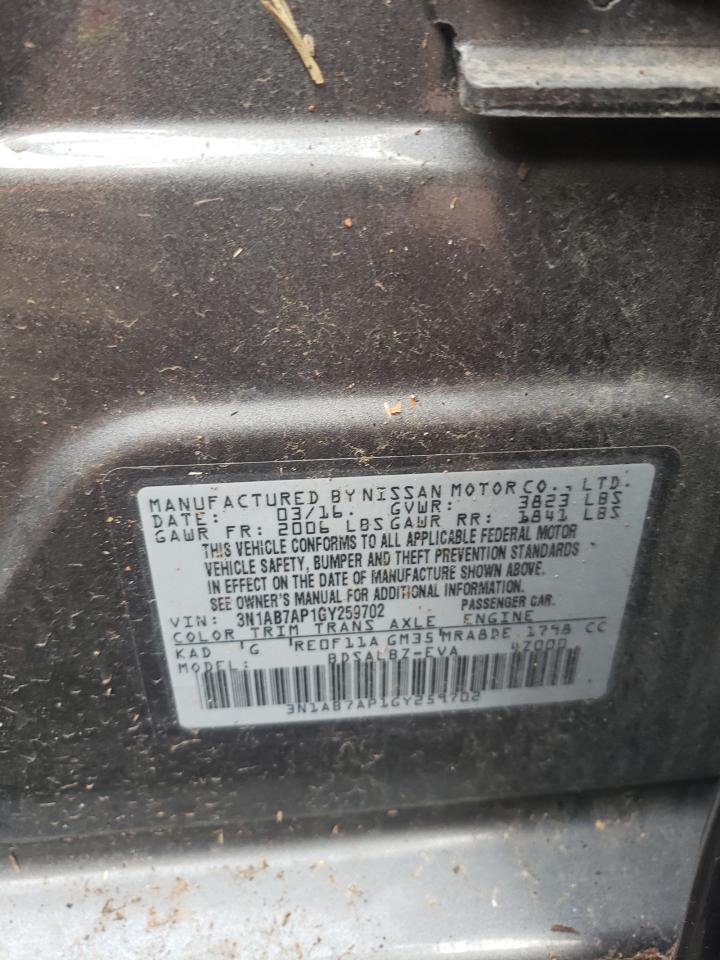 MANUFACTURED BY NISSAN MOTOR CO., LTD.
DATE: 03/16. GVWR: 3823 LBS
GAWR FR: 2006 LBS GAWR RR: 1841 LBS
THIS VEHICLE CONFORMS TO ALL APPLICABLE FEDERAL MOTOR
VEHICLE SAFETY, BUMPER AND THEFT PREVENTION STANDARDS
IN EFFECT ON THE DATE OF MANUFACTURE SHOWN ABOVE.
SEE OWNER'S MANUAL FOR ADDITIONAL INFORMATION.
VIN: 3N1AB7AP1GY259702 PASSENGER CAR.
COLOR TRIM TRANS AXLE ENGINE
KAD G RE0F11A GM35 MRA8DE 1798 CC
MODEL: BDSALBZ-EVA 47000
3N1AB7AP1GY259702